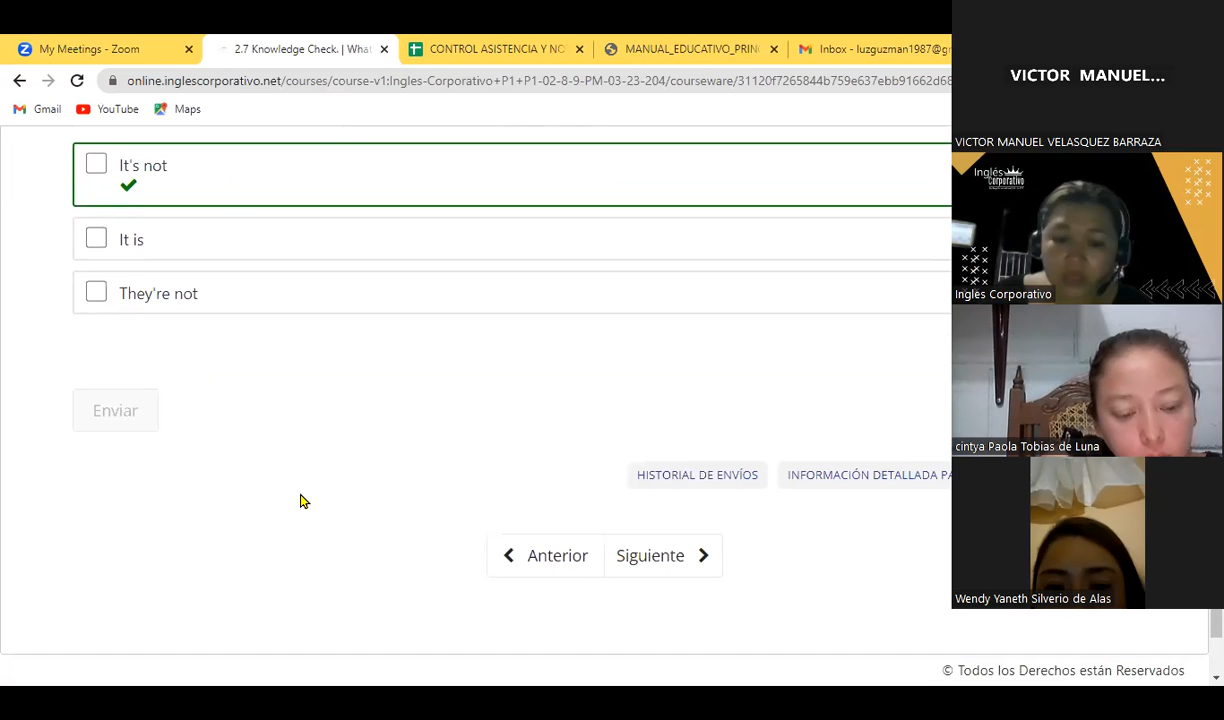 My Meetings - Zoom
2.7 Knowledge Check. | What
CONTROL ASISTENCIA Y NO
MANUAL_EDUCATIVO_PRIN
Inbox - luzguzman1987@gm
online.inglescorporativo.net/courses/course-v1:Ingles-Corporativo+P1+P1-02-8-9-PM-03-23-204/courseware/31120f7265844b759e637ebb91662d68
Gmail
YouTube
Maps
It's not
It is
They're not
Enviar
HISTORIAL DE ENVÍOS
INFORMACIÓN DETALLADA PA
Anterior
Siguiente
© Todos los Derechos están Reservados
VICTOR MANUEL...
VICTOR MANUEL VELASQUEZ BARRAZA
Inglés
Corporativo
Ingles Corporativo
cintya Paola Tobias de Luna
Wendy Yaneth Silverio de Alas